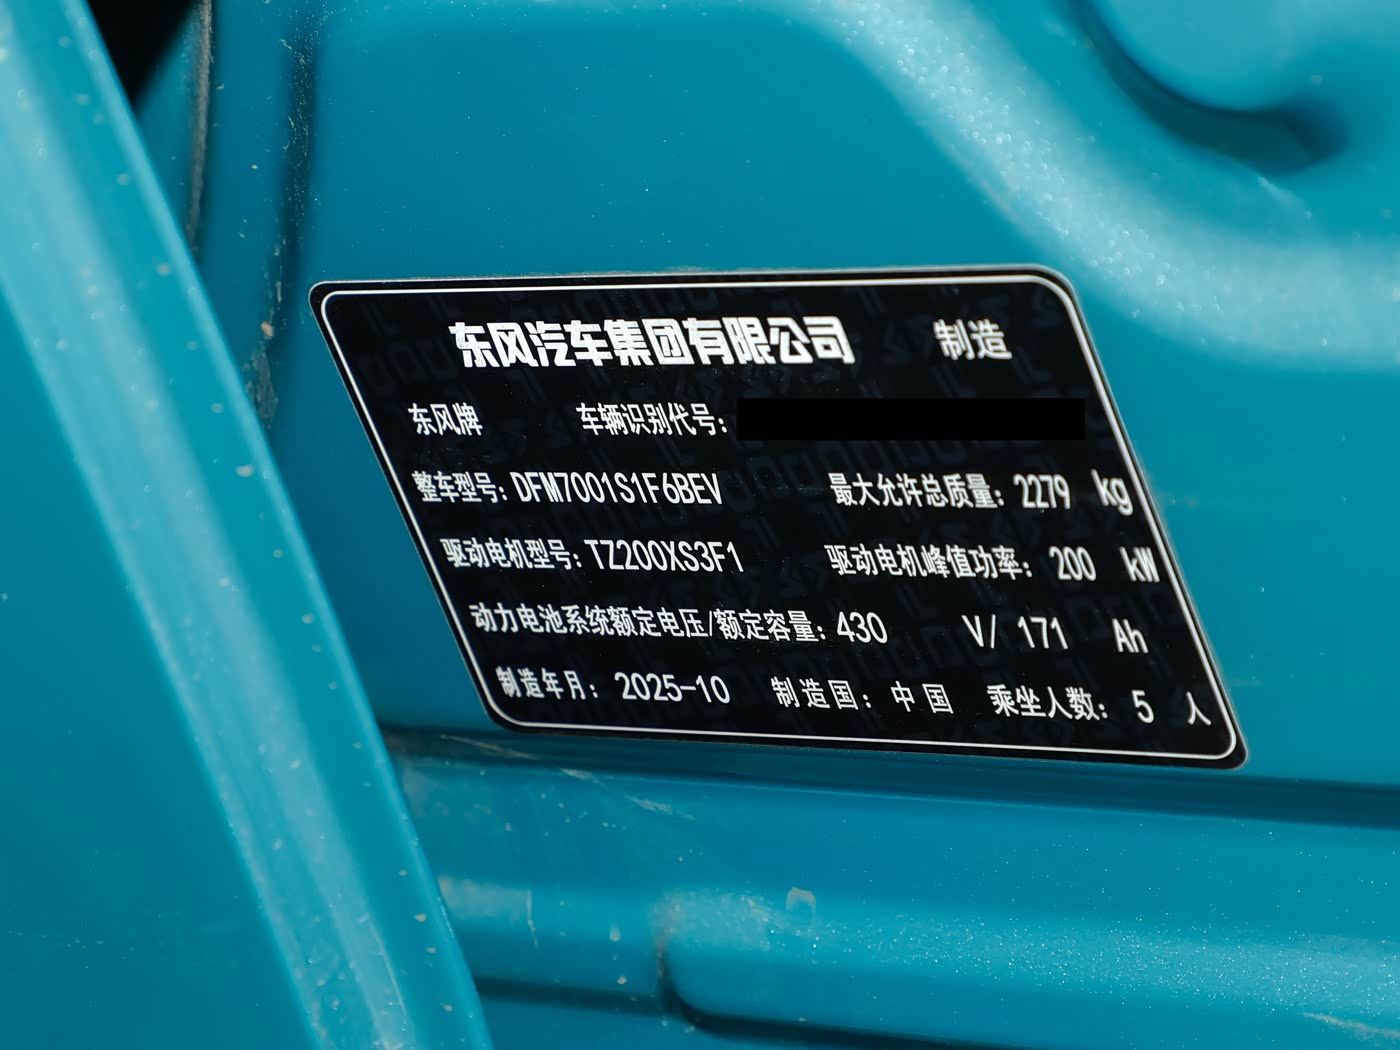 东风汽车集团有限公司 制造
东风牌 车辆识别代号:
整车型号: DFM7001S1F6BEV 最大允许总质量: 2279 kg
驱动电机型号: TZ200XS3F1 驱动电机峰值功率: 200 kW
动力电池系统额定电压/额定容量: 430 V/ 171 Ah
制造年月: 2025-10 制造国: 中国 乘坐人数: 5 人